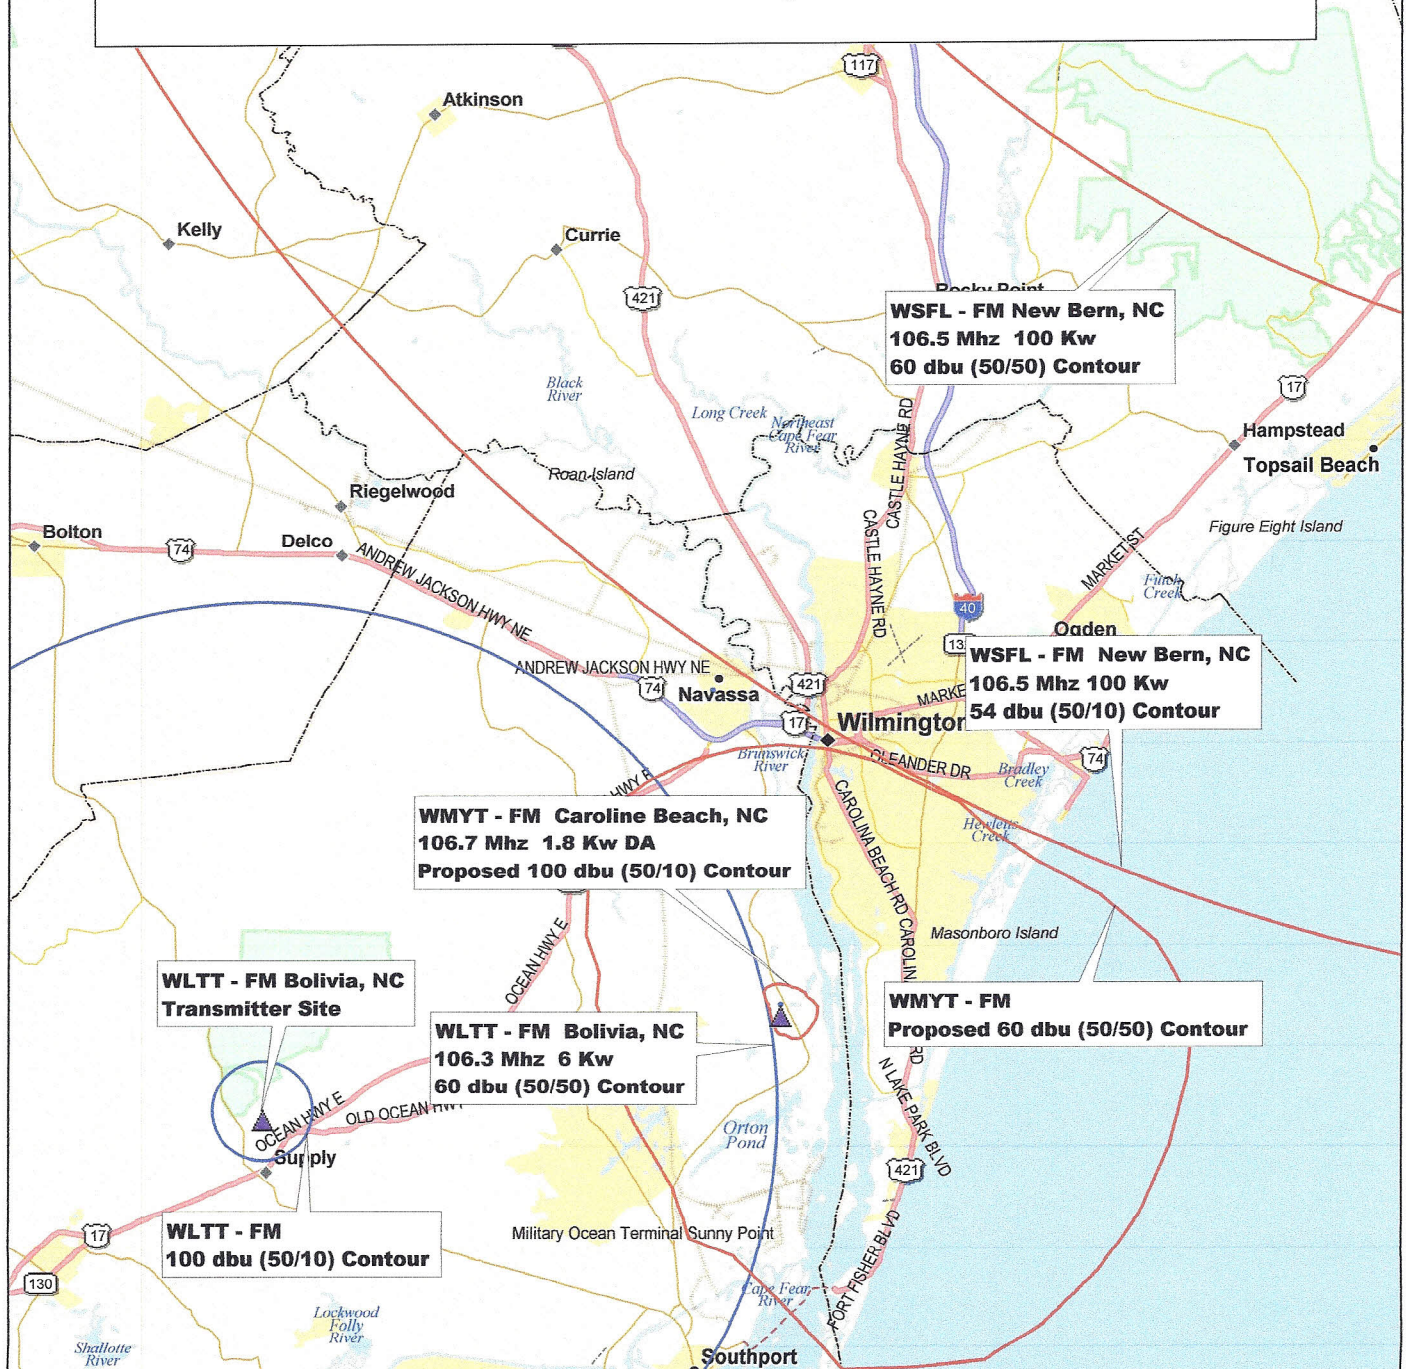 117
Atkinson
Kelly
Currie
421
Rocky Point
WSFL - FM New Bern, NC
106.5 Mhz 100 Kw
60 dbu (50/50) Contour
17
Black
River
Long Creek
Northeast
Cape Fear
River
CASTLE HAYNE RD
Hampstead
Topsail Beach
Roan Island
Riegelwood
Figure Eight Island
Bolton
74
Delco
ANDREW JACKSON HWY NE
CASTLE HAYNE RD
MARKET ST
Futch
Creek
40
Ogden
WSFL - FM New Bern, NC
106.5 Mhz 100 Kw
54 dbu (50/10) Contour
ANDREW JACKSON HWY NE
74
Navassa
421
17
Wilmington
Brunswick
River
OLEANDER DR
Bradley
Creek
74
HWY E
WMYT - FM Caroline Beach, NC
106.7 Mhz 1.8 Kw DA
Proposed 100 dbu (50/10) Contour
CAROLINA BEACH RD
Hewletts
Creek
OCEAN HWY E
Masonboro Island
WLTT - FM Bolivia, NC
Transmitter Site
WMYT - FM
Proposed 60 dbu (50/50) Contour
WLTT - FM Bolivia, NC
106.3 Mhz 6 Kw
60 dbu (50/50) Contour
RD
N LAKE PARK BLVD
OCEAN HWY E
OLD OCEAN HWY
Supply
Orton
Pond
421
WLTT - FM
100 dbu (50/10) Contour
17
Military Ocean Terminal Sunny Point
130
Cape Fear
River
FORT FISHER BLVD
Lockwood
Folly
River
Shallotte
River
Southport